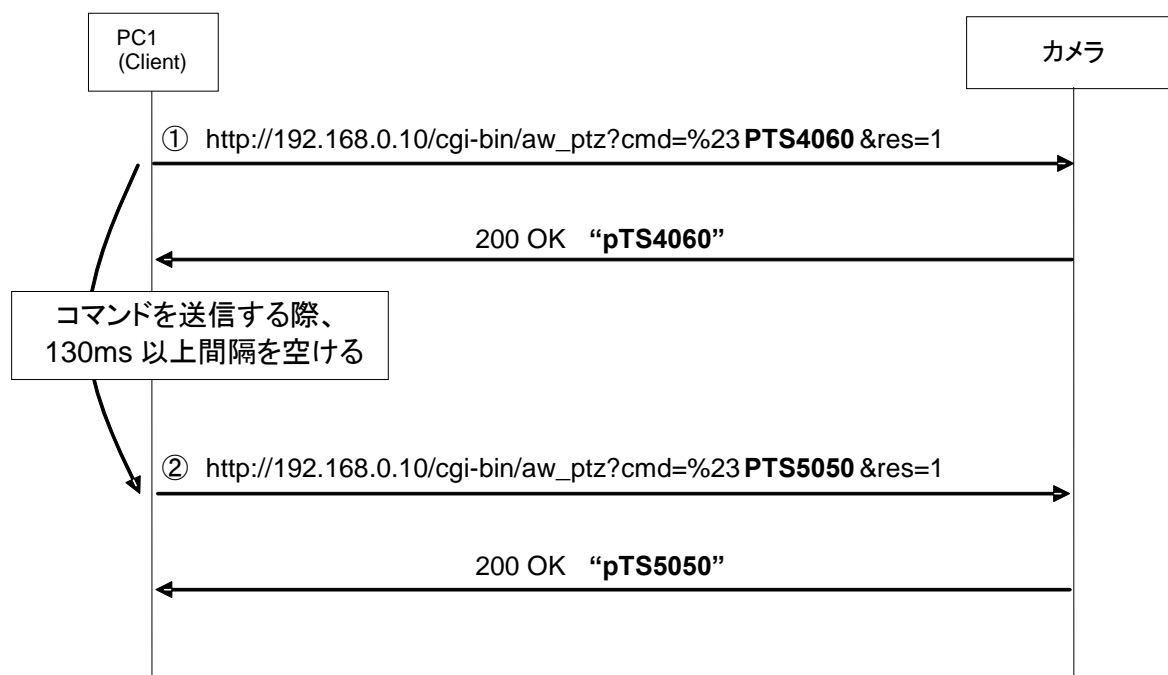 PC1
(Client)
カメラ
① http://192.168.0.10/cgi-bin/aw_ptz?cmd=%23PTS4060&res=1
200 OK “pTS4060”
コマンドを送信する際、
130ms 以上間隔を空ける
② http://192.168.0.10/cgi-bin/aw_ptz?cmd=%23PTS5050&res=1
200 OK “pTS5050”